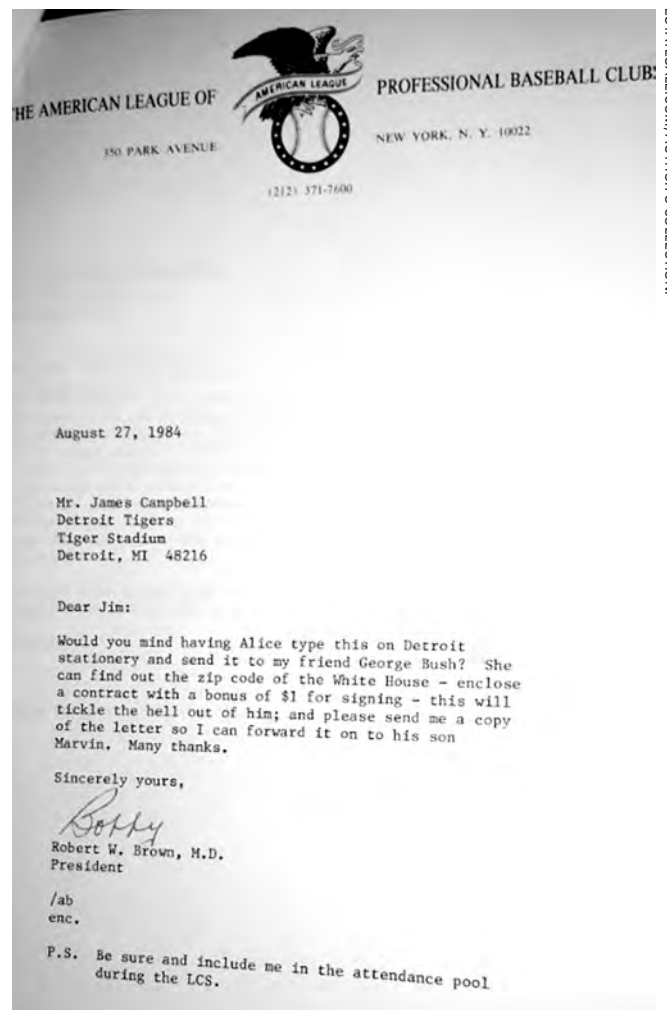 THE AMERICAN LEAGUE OF
AMERICAN LEAGUE
PROFESSIONAL BASEBALL CLUBS
350 PARK AVENUE
NEW YORK, N. Y. 10022
(212) 371-7600
August 27, 1984
Mr. James Campbell
Detroit Tigers
Tiger Stadium
Detroit, MI 48216
Dear Jim:
Would you mind having Alice type this on Detroit
stationery and send it to my friend George Bush? She
can find out the zip code of the White House - enclose
a contract with a bonus of $1 for signing - this will
tickle the hell out of him; and please send me a copy
of the letter so I can forward it on to his son
Marvin. Many thanks.
Sincerely yours,
Bobby
Robert W. Brown, M.D.
President
/ab
enc.
P.S. Be sure and include me in the attendance pool
during the LCS.